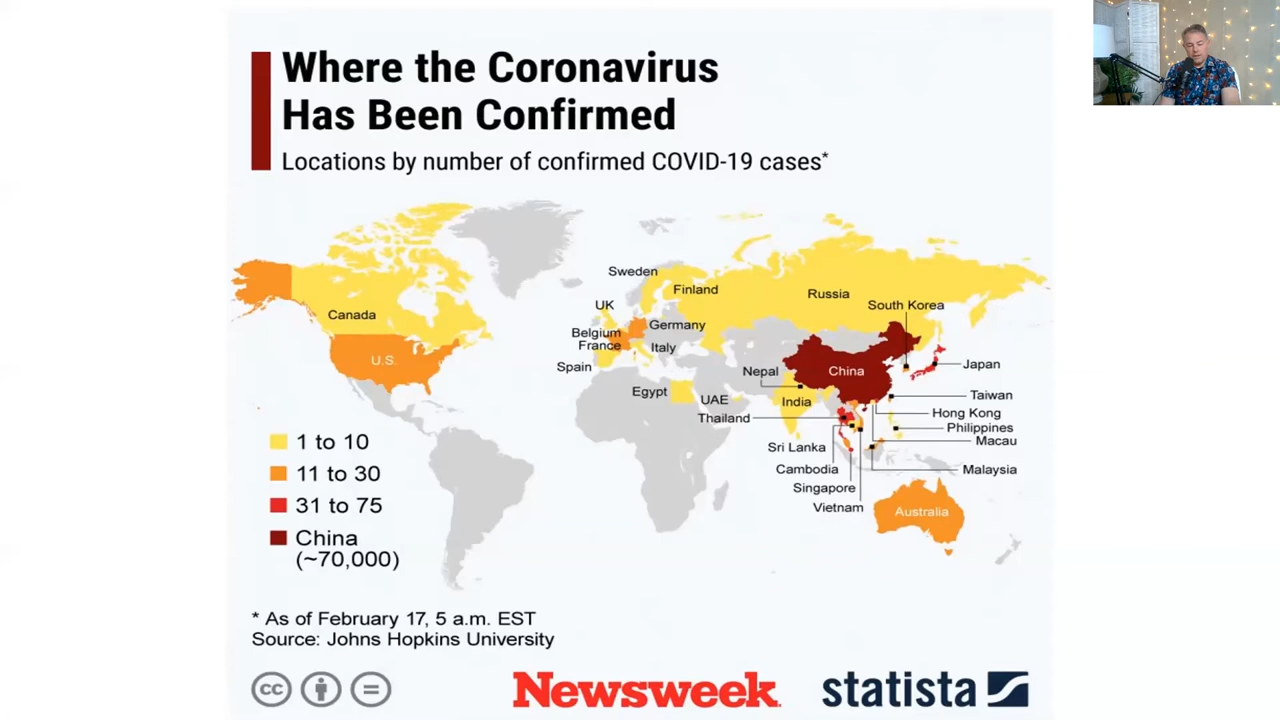 Where the Coronavirus
Has Been Confirmed
Locations by number of confirmed COVID-19 cases*
Sweden
Finland
Russia
UK
South Korea
Canada
Germany
Belgium
France
Italy
U.S.
Spain
Nepal
China
Japan
Egypt
UAE
India
Taiwan
Thailand
Hong Kong
Philippines
Macau
Sri Lanka
Cambodia
Malaysia
Singapore
Vietnam
Australia
1 to 10
11 to 30
31 to 75
China
(~70,000)
* As of February 17, 5 a.m. EST
Source: Johns Hopkins University
cc
=
Newsweek
statista